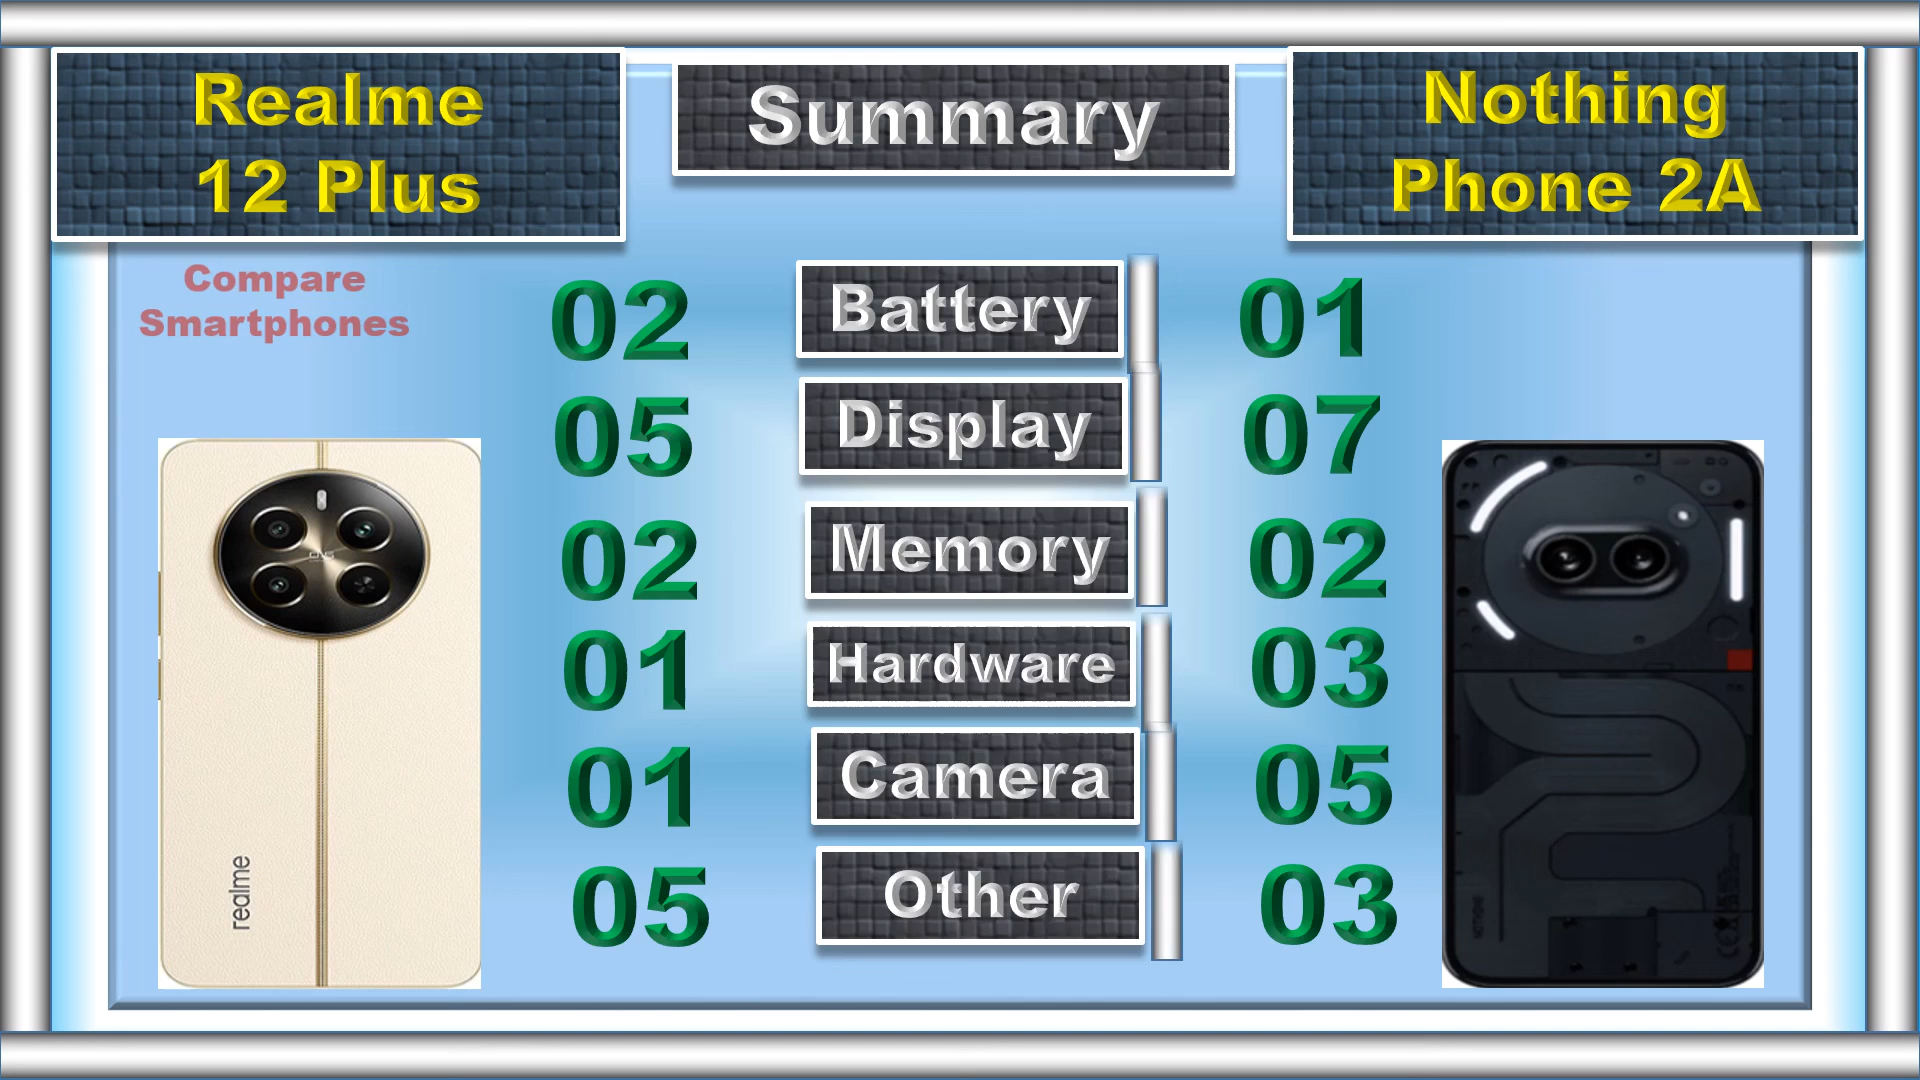 Realme
12 Plus
Summary
Nothing
Phone 2A
Compare
Smartphones
02 Battery 01
05 Display 07
02 Memory 02
01 Hardware 03
01 Camera 05
05 Other 03
realme